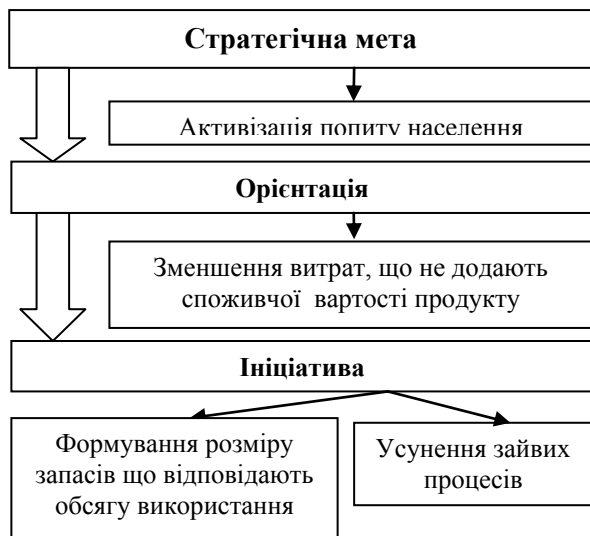 Стратегічна мета
Активізація попиту населення
Орієнтація
Зменшення витрат, що не додають
споживчої вартості продукту
Ініціатива
Формування розміру
запасів що відповідають
обсягу використання
Усунення зайвих
процесів